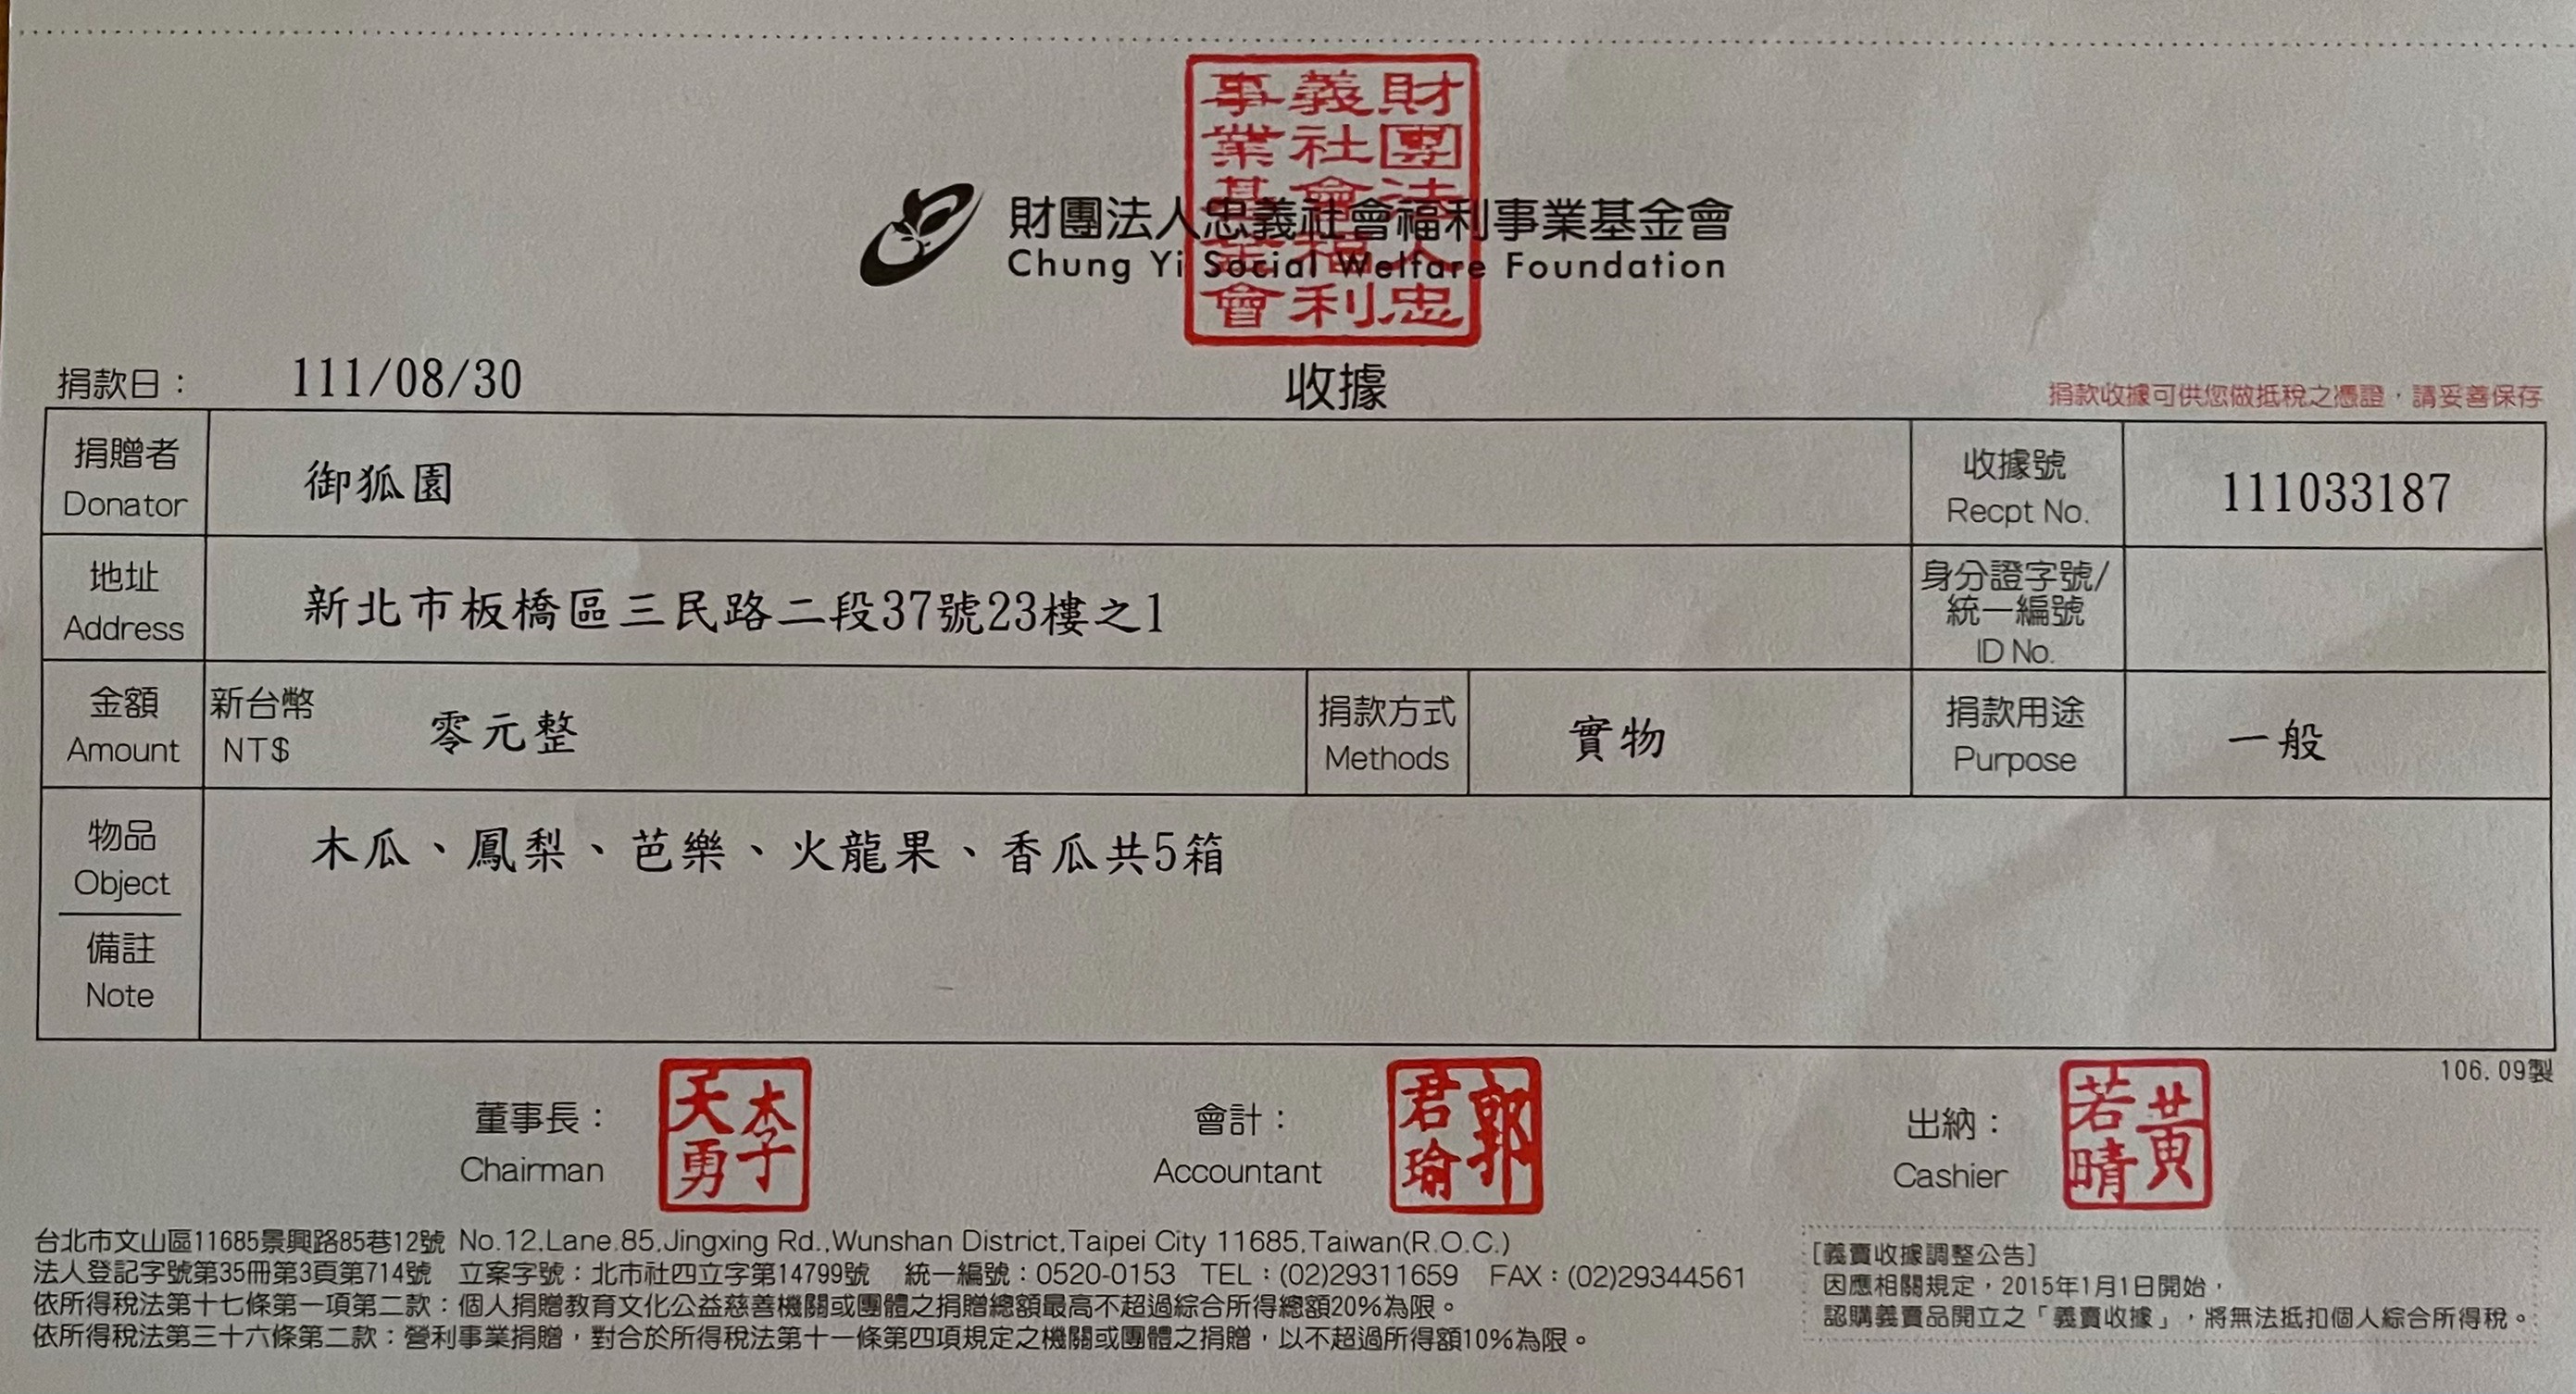 財團法人忠義社會福利事業基金會
財團法人忠義社會福利事業基金會
Chung Yi Social Welfare Foundation
捐款日： 111/08/30
收據
捐款收據可供您做抵稅之憑證，請妥善保存
捐贈者 Donator 御狐園
收據號 Recpt No. 111033187
地址 Address 新北市板橋區三民路二段37號23樓之1
身分證字號/
統一編號
ID No.
金額 Amount 新台幣 NT$ 零元整
捐款方式 Methods 實物
捐款用途 Purpose 一般
物品 Object 木瓜、鳳梨、芭樂、火龍果、香瓜共5箱
備註 Note
106.09製
董事長： Chairman 李天勇
會計： Accountant 郭君瑜
出納： Cashier 黃若晴
台北市文山區11685景興路85巷12號 No.12,Lane.85,Jingxing Rd.,Wunshan District,Taipei City 11685,Taiwan(R.O.C.)
法人登記字號第35冊第3頁第714號 立案字號：北市社四立字第14799號 統一編號：0520-0153 TEL：(02)29311659 FAX：(02)29344561
依所得稅法第十七條第一項第二款：個人捐贈教育文化公益慈善機關或團體之捐贈總額最高不超過綜合所得總額20%為限。
依所得稅法第三十六條第二款：營利事業捐贈，對合於所得稅法第十一條第四項規定之機關或團體之捐贈，以不超過所得額10%為限。
[義賣收據調整公告]
因應相關規定，2015年1月1日開始，
認購義賣品開立之「義賣收據」，將無法抵扣個人綜合所得稅。